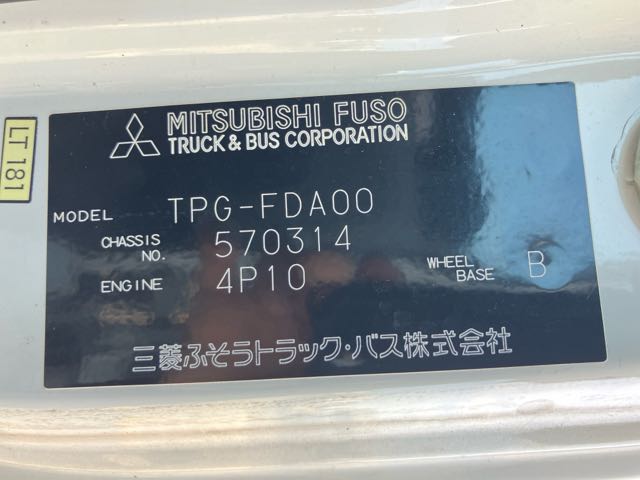 MITSUBISHI FUSO
TRUCK & BUS CORPORATION
LT 181
MODEL TPG-FDA00
CHASSIS NO. 570314
ENGINE 4P10 WHEEL BASE B
三菱ふそうトラック・バス株式会社